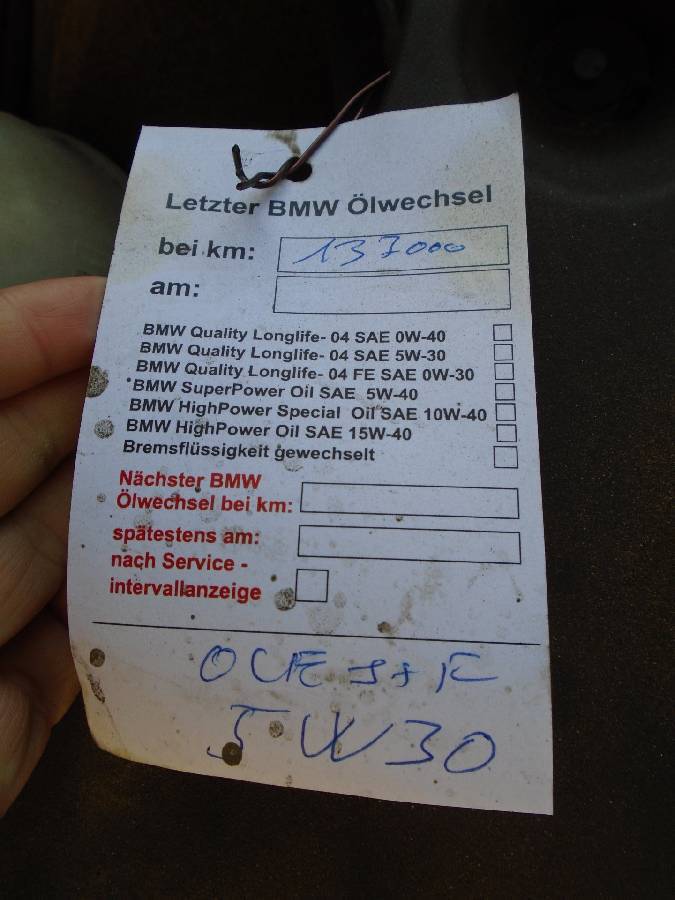 Letzter BMW Ölwechsel
bei km: 137000
am:
BMW Quality Longlife- 04 SAE 0W-40
BMW Quality Longlife- 04 SAE 5W-30
BMW Quality Longlife- 04 FE SAE 0W-30
BMW SuperPower Oil SAE 5W-40
BMW HighPower Special Oil SAE 10W-40
BMW HighPower Oil SAE 15W-40
Bremsflüssigkeit gewechselt
Nächster BMW
Ölwechsel bei km:
spätestens am:
nach Service -
intervallanzeige
5W30